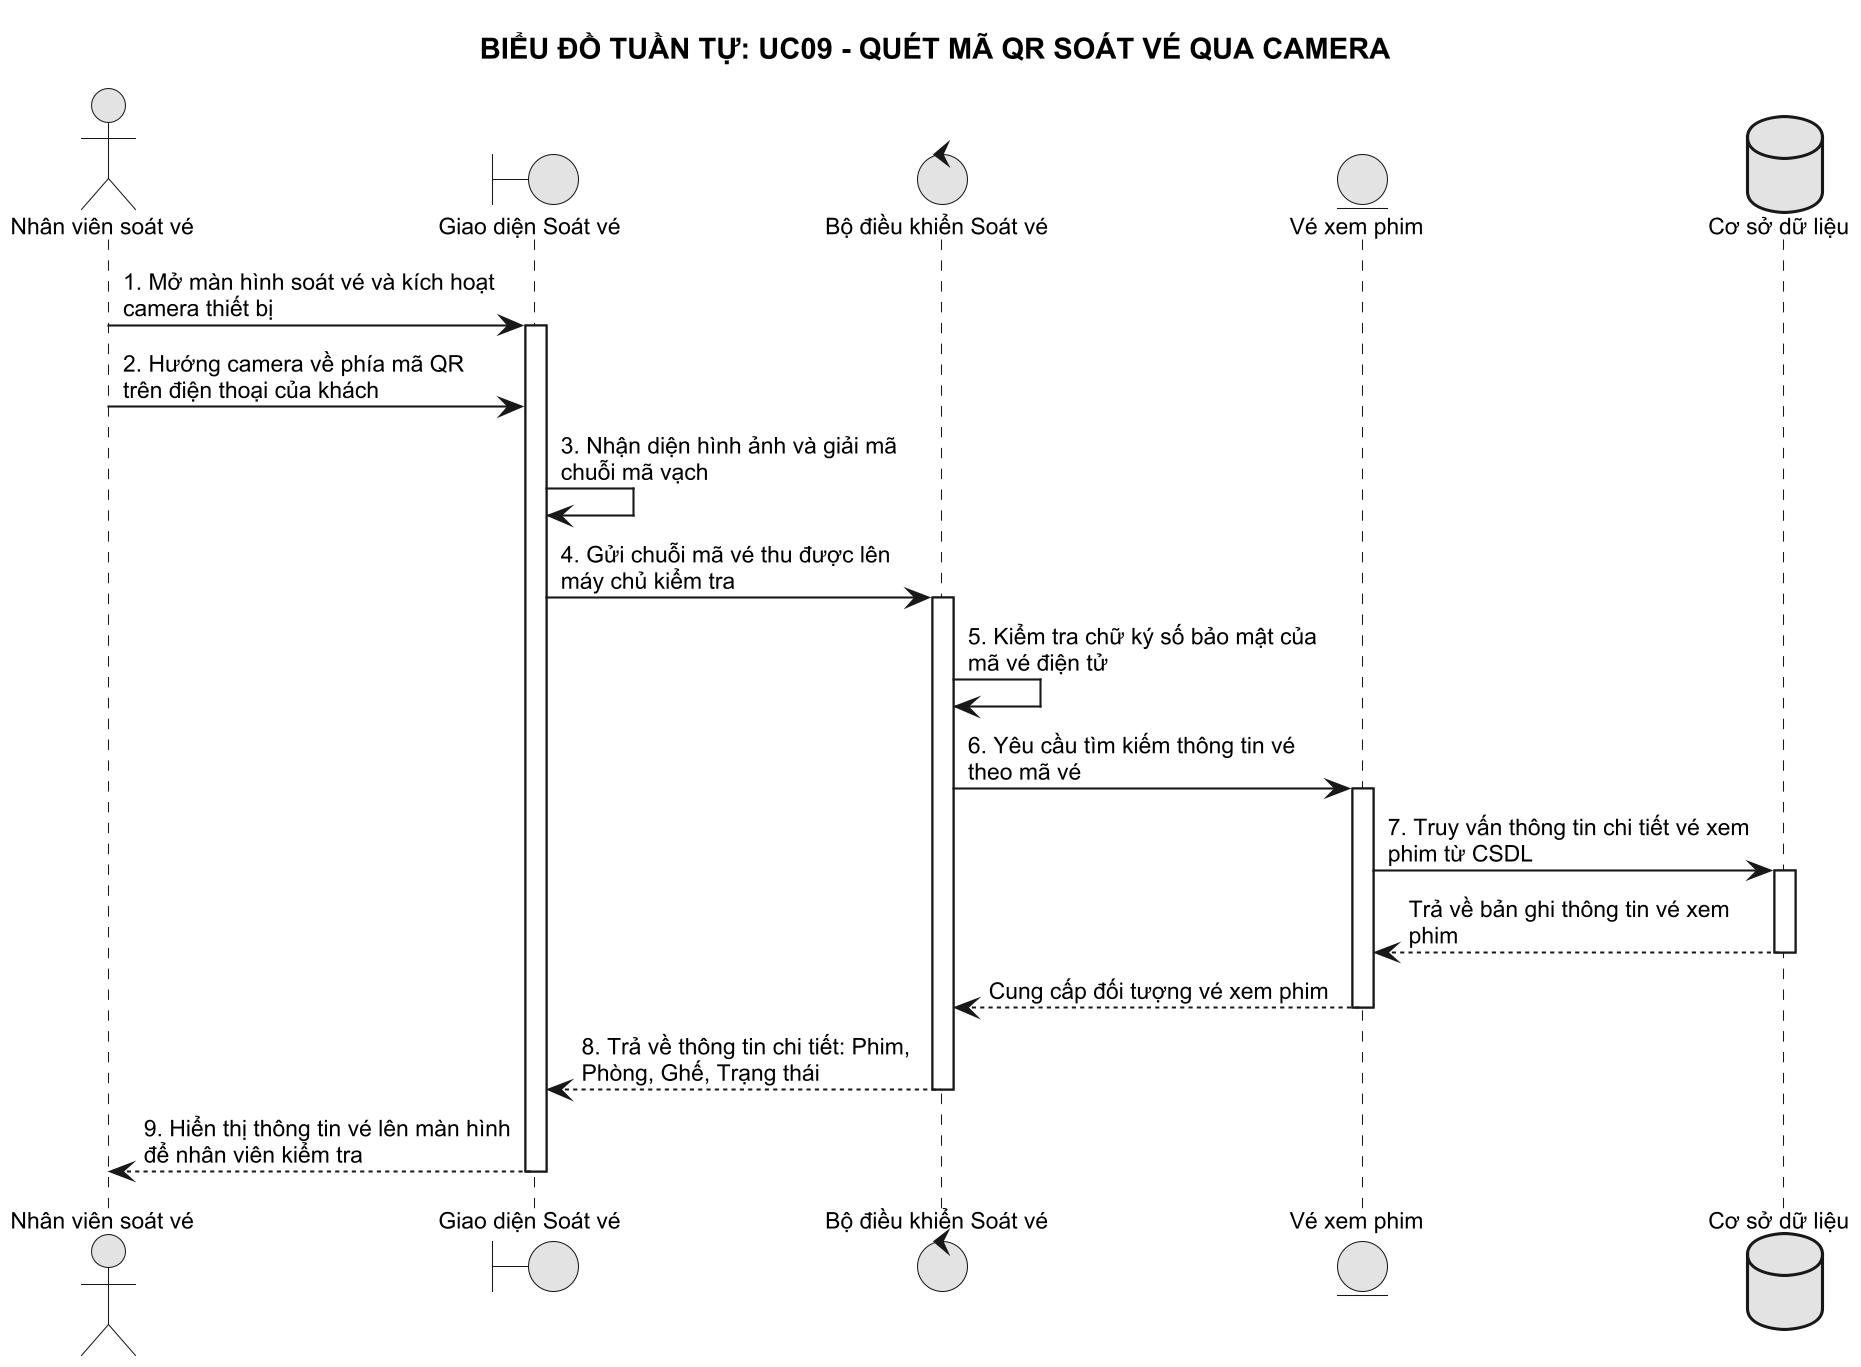 BIỂU ĐỒ TUẦN TỰ: UC09 - QUÉT MÃ QR SOÁT VÉ QUA CAMERA
Nhân viên soát vé
Giao diện Soát vé
Bộ điều khiển Soát vé
Vé xem phim
Cơ sở dữ liệu
1. Mở màn hình soát vé và kích hoạt
camera thiết bị
2. Hướng camera về phía mã QR
trên điện thoại của khách
3. Nhận diện hình ảnh và giải mã
chuỗi mã vạch
4. Gửi chuỗi mã vé thu được lên
máy chủ kiểm tra
5. Kiểm tra chữ ký số bảo mật của
mã vé điện tử
6. Yêu cầu tìm kiếm thông tin vé
theo mã vé
7. Truy vấn thông tin chi tiết vé xem
phim từ CSDL
Trả về bản ghi thông tin vé xem
phim
Cung cấp đối tượng vé xem phim
8. Trả về thông tin chi tiết: Phim,
Phòng, Ghế, Trạng thái
9. Hiển thị thông tin vé lên màn hình
để nhân viên kiểm tra
Nhân viên soát vé
Giao diện Soát vé
Bộ điều khiển Soát vé
Vé xem phim
Cơ sở dữ liệu